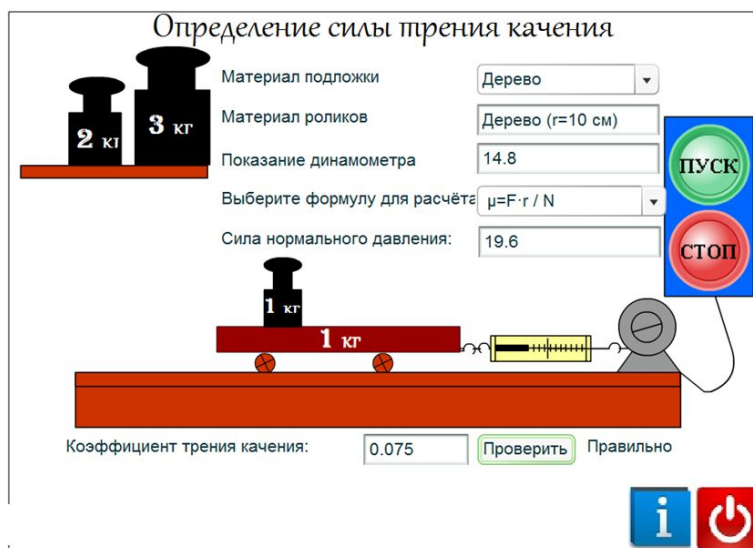 Определение силы трения качения
Материал подложки
Дерево
Материал роликов
Дерево (r=10 см)
Показание динамометра
14.8
Выберите формулу для расчёта
μ=F·r / N
Сила нормального давления:
19.6
2 кг
3 кг
ПУСК
СТОП
1 кг
1 кг
Коэффициент трения качения:
0.075
Проверить
Правильно
i